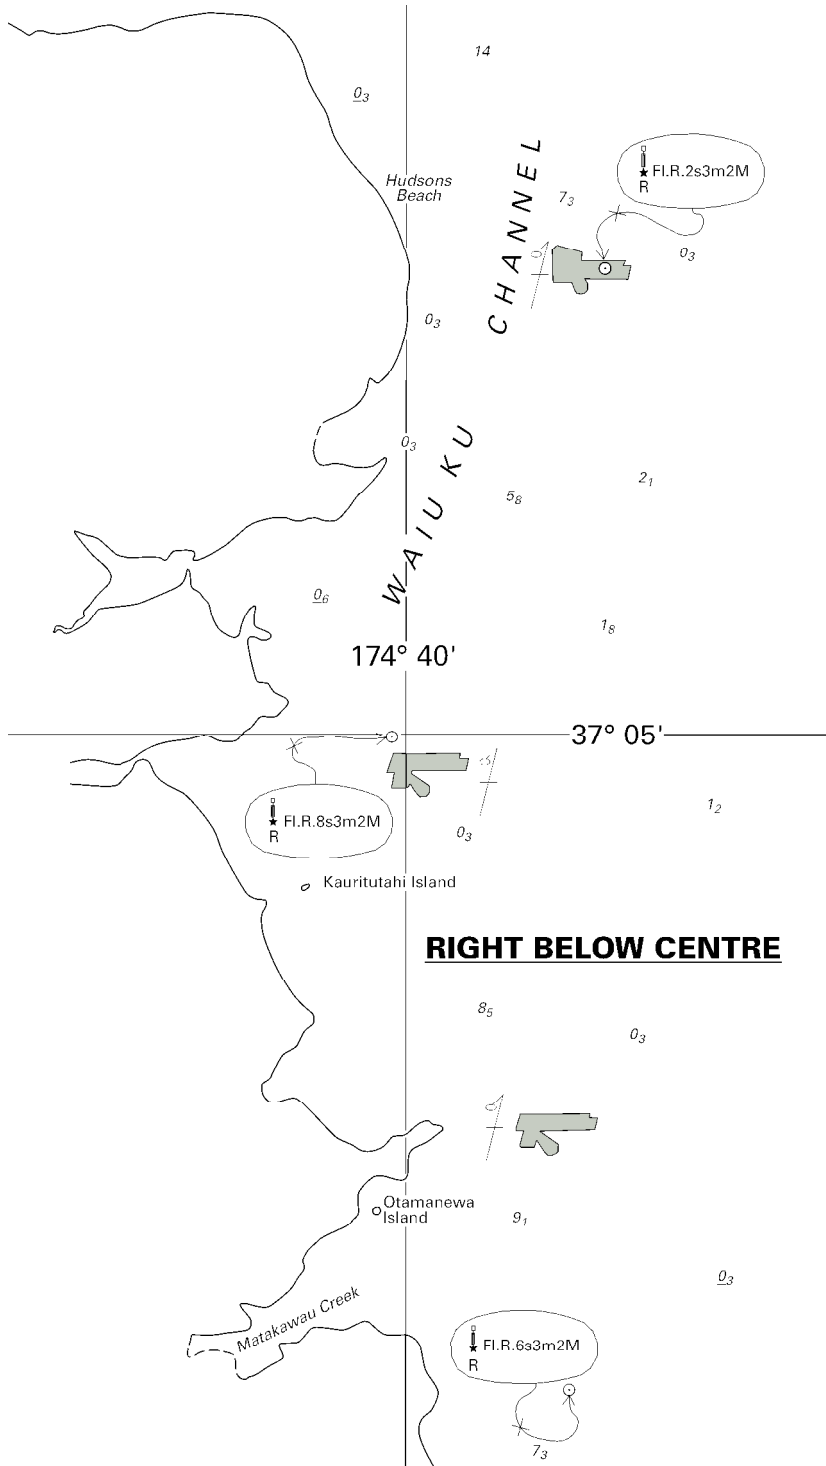 14
0₃
Hudsons
Beach
Fl.R.2s3m2M
R
7₃
0₃
CHANNEL
0₃
0₃
2₁
5₈
WAIUKU
0₆
1₈
174° 40'
37° 05'
1₂
Fl.R.8s3m2M
R
0₃
Kauritutahi Island
RIGHT BELOW CENTRE
8₅
0₃
Otamanewa
Island
9₁
0₃
Matakawau Creek
Fl.R.6s3m2M
R
7₃